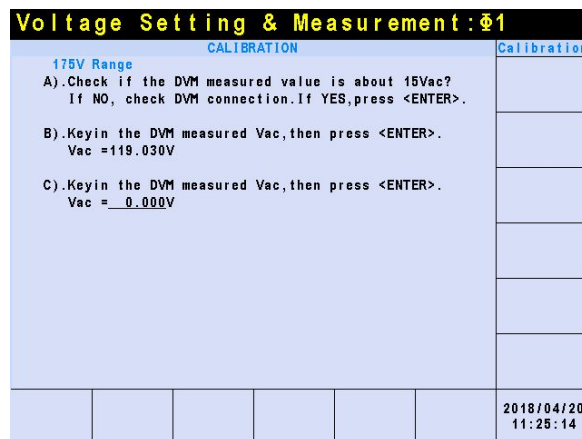 Voltage Setting & Measurement:Φ1
CALIBRATION
Calibration
175V Range
A).Check if the DVM measured value is about 15Vac?
If NO, check DVM connection.If YES,press <ENTER>.
B).Keyin the DVM measured Vac,then press <ENTER>.
Vac =119.030V
C).Keyin the DVM measured Vac,then press <ENTER>.
Vac = 0.000V
2018/04/20
11:25:14